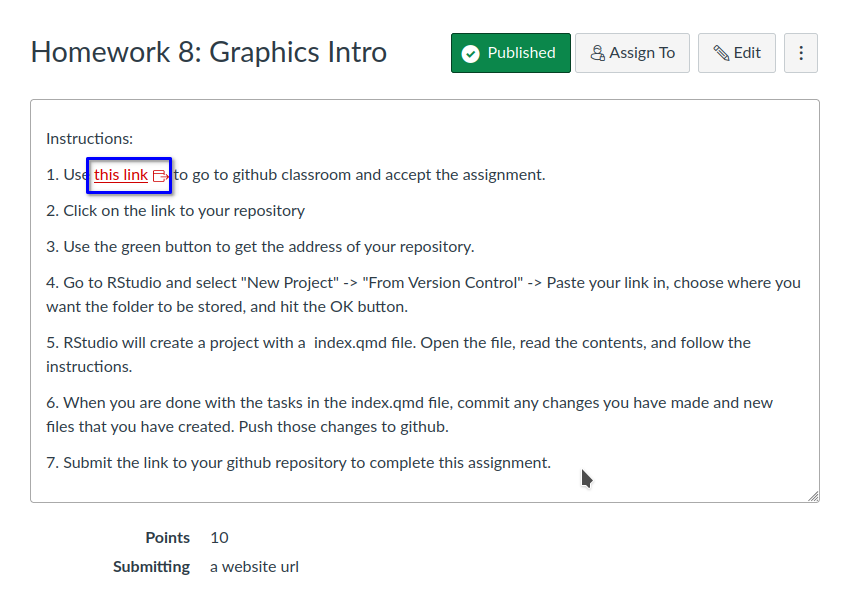 Homework 8: Graphics Intro
Published
Assign To
Edit
Instructions:
1. Use this link to go to github classroom and accept the assignment.
2. Click on the link to your repository
3. Use the green button to get the address of your repository.
4. Go to RStudio and select "New Project" -> "From Version Control" -> Paste your link in, choose where you
want the folder to be stored, and hit the OK button.
5. RStudio will create a project with a  index.qmd file. Open the file, read the contents, and follow the
instructions.
6. When you are done with the tasks in the index.qmd file, commit any changes you have made and new
files that you have created. Push those changes to github.
7. Submit the link to your github repository to complete this assignment.
Points 10
Submitting a website url